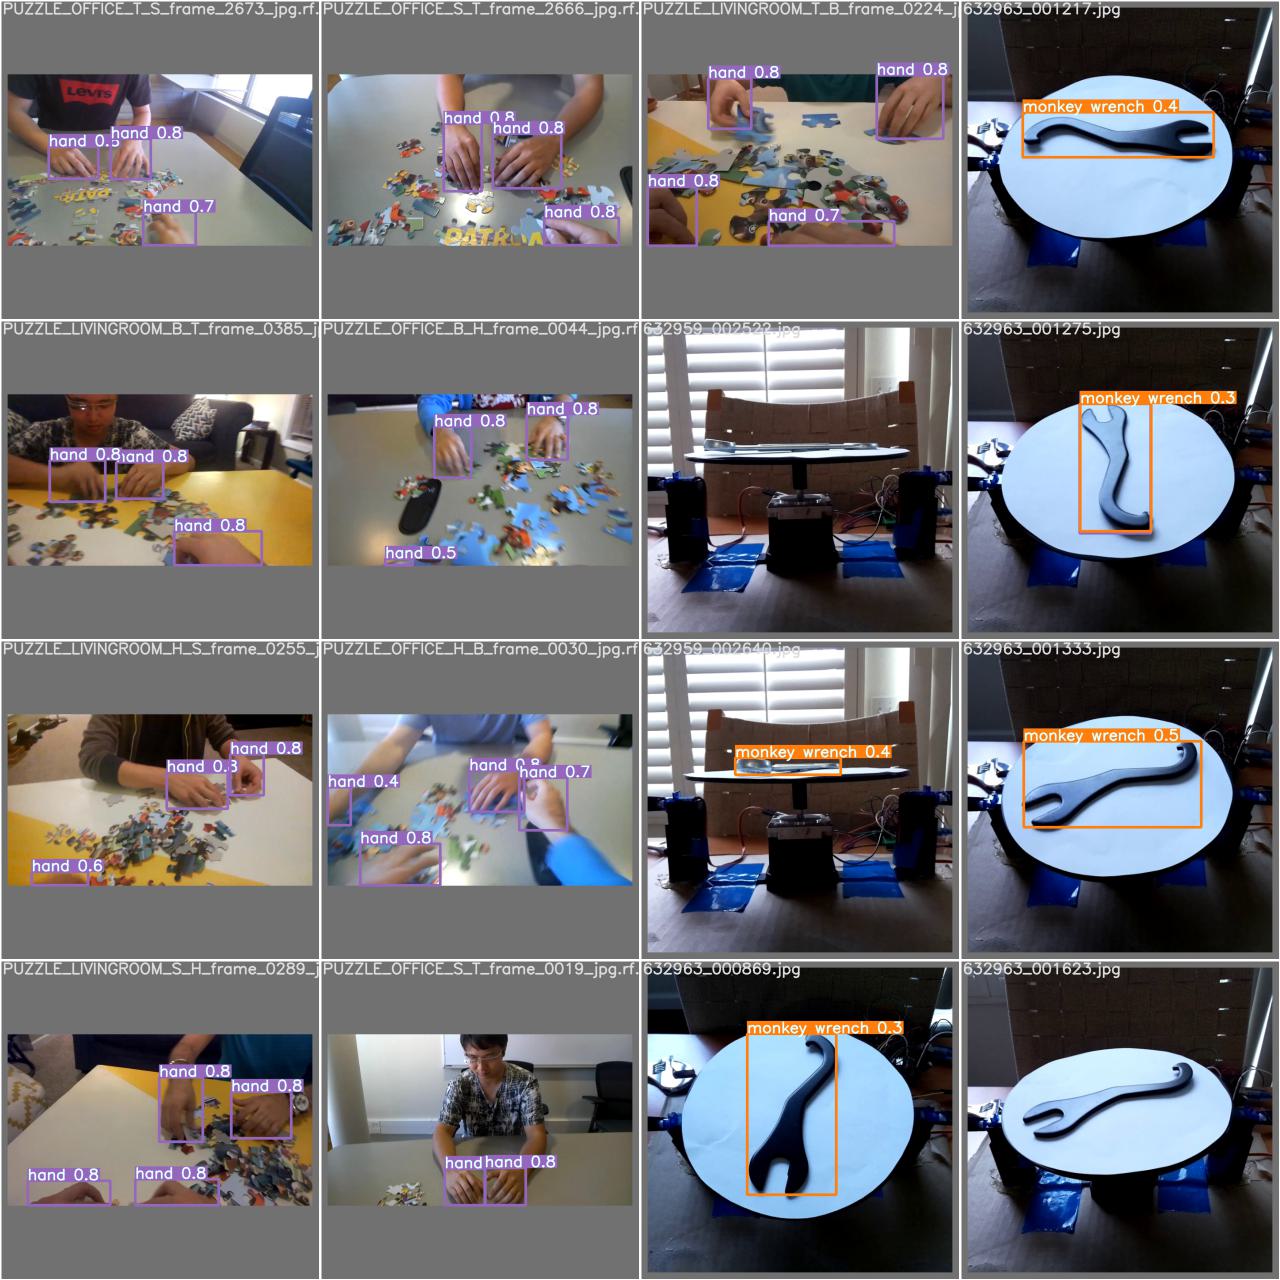 PUZZLE_OFFICE_T_S_frame_2673_jpg.rf.
PUZZLE_OFFICE_S_T_frame_2666_jpg.rf.
PUZZLE_LIVINGROOM_T_B_frame_0224_j
632963_001217.jpg
Levi's
hand 0.5
hand 0.8
hand 0.7
hand 0.8
hand 0.8
hand 0.8
PATROL
hand 0.8
hand 0.8
hand 0.8
hand 0.7
monkey wrench 0.4
PUZZLE_LIVINGROOM_B_T_frame_0385_j
PUZZLE_OFFICE_B_H_frame_0044_jpg.rf
632959_002522.jpg
632963_001275.jpg
hand 0.8
hand 0.8
hand 0.8
hand 0.8
hand 0.8
hand 0.5
monkey wrench 0.3
PUZZLE_LIVINGROOM_H_S_frame_0255_j
PUZZLE_OFFICE_H_B_frame_0030_jpg.rf
632959_002640.jpg
632963_001333.jpg
hand 0.8
hand 0.8
hand 0.6
hand 0.4
hand 0.8
hand 0.7
hand 0.8
monkey wrench 0.4
monkey wrench 0.5
PUZZLE_LIVINGROOM_S_H_frame_0289_j
PUZZLE_OFFICE_S_T_frame_0019_jpg.rf.
632963_000869.jpg
632963_001623.jpg
hand 0.8
hand 0.8
hand 0.8
hand 0.8
hand
hand 0.8
monkey wrench 0.3